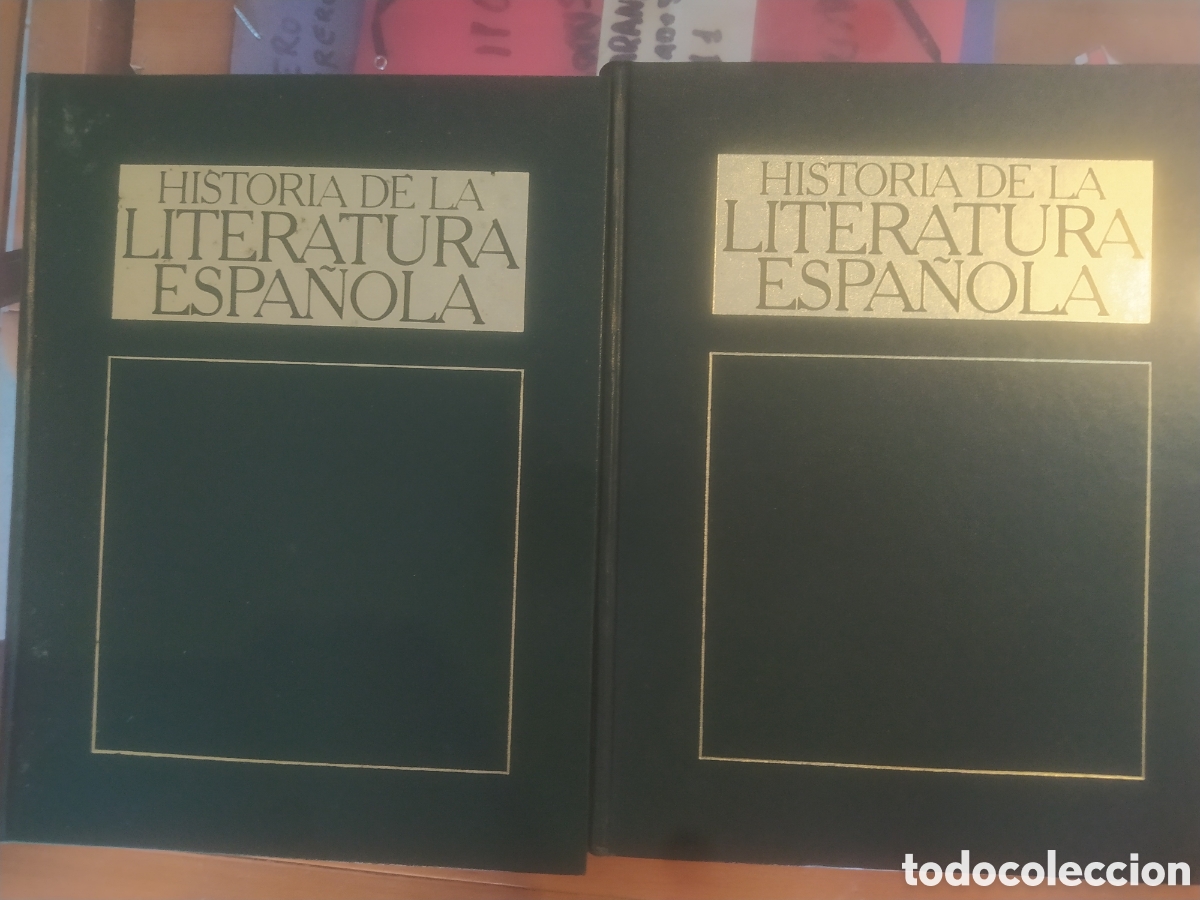 HISTORIA DE LA
LITERATURA
ESPAÑOLA
HISTORIA DE LA
LITERATURA
ESPAÑOLA
todocoleccion